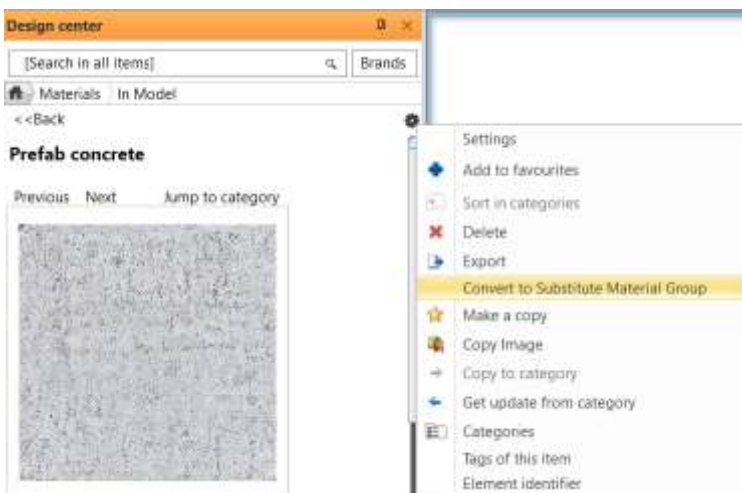 Design center
[Search in all items]
Brands
Materials In Model
<<Back
Prefab concrete
Previous Next Jump to category
Settings
Add to favourites
Sort in categories
Delete
Export
Convert to Substitute Material Group
Make a copy
Copy Image
Copy to category
Get update from category
Categories
Tags of this item
Element identifier